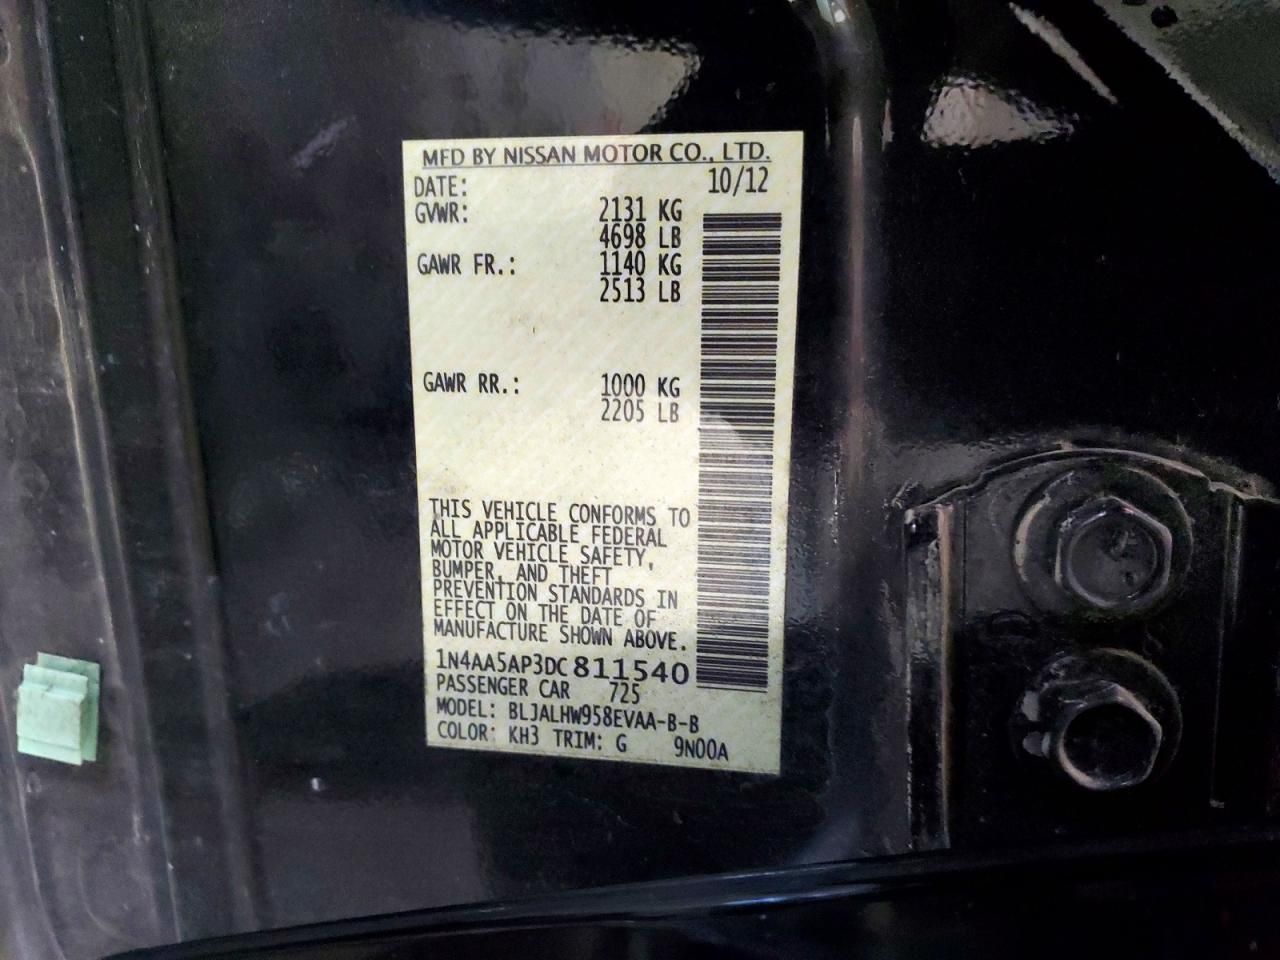 MFD BY NISSAN MOTOR CO., LTD.
DATE: 10/12
GVWR: 2131 KG
4698 LB
GAWR FR.: 1140 KG
2513 LB
GAWR RR.: 1000 KG
2205 LB
THIS VEHICLE CONFORMS TO
ALL APPLICABLE FEDERAL
MOTOR VEHICLE SAFETY,
BUMPER, AND THEFT
PREVENTION STANDARDS IN
EFFECT ON THE DATE OF
MANUFACTURE SHOWN ABOVE.
1N4AA5AP3DC811540
PASSENGER CAR 725
MODEL: BLJALHW958EVAA-B-B
COLOR: KH3 TRIM: G 9N00A